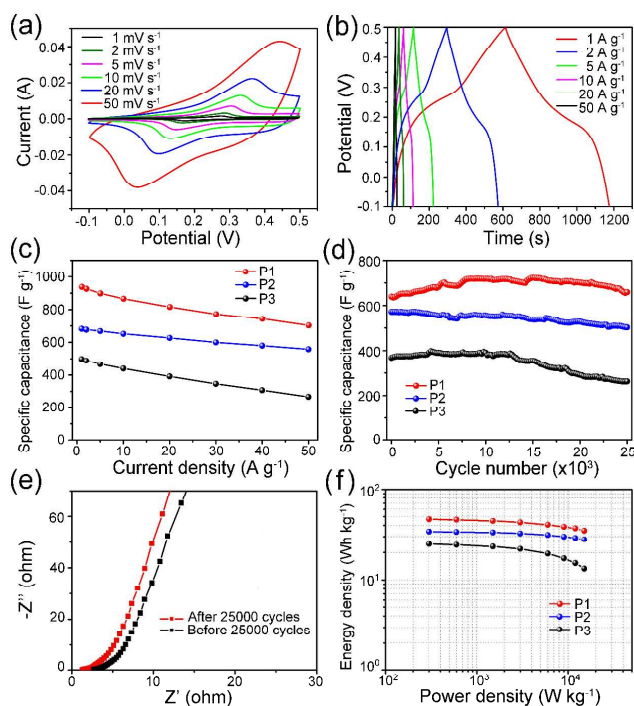 (a)
1 mV s⁻¹
2 mV s⁻¹
5 mV s⁻¹
10 mV s⁻¹
20 mV s⁻¹
50 mV s⁻¹
Current (A)
0.04
0.02
0.00
-0.02
-0.04
-0.1 0.0 0.1 0.2 0.3 0.4 0.5
Potential (V)
(b)
1 A g⁻¹
2 A g⁻¹
5 A g⁻¹
10 A g⁻¹
20 A g⁻¹
50 A g⁻¹
Potential (V)
0.5
0.4
0.3
0.2
0.1
0.0
-0.1
0 200 400 600 800 1000 1200
Time (s)
(c)
P1
P2
P3
Specific capacitance (F g⁻¹)
1000
800
600
400
200
0
0 10 20 30 40 50
Current density (A g⁻¹)
(d)
P1
P2
P3
Specific capacitance (F g⁻¹)
800
600
400
200
0
0 5 10 15 20 25
Cycle number (x10³)
(e)
After 25000 cycles
Before 25000 cycles
-Z'' (ohm)
60
40
20
0
0 10 20 30
Z' (ohm)
(f)
P1
P2
P3
Energy density (Wh kg⁻¹)
10²
10¹
10⁰
10² 10³ 10⁴
Power density (W kg⁻¹)